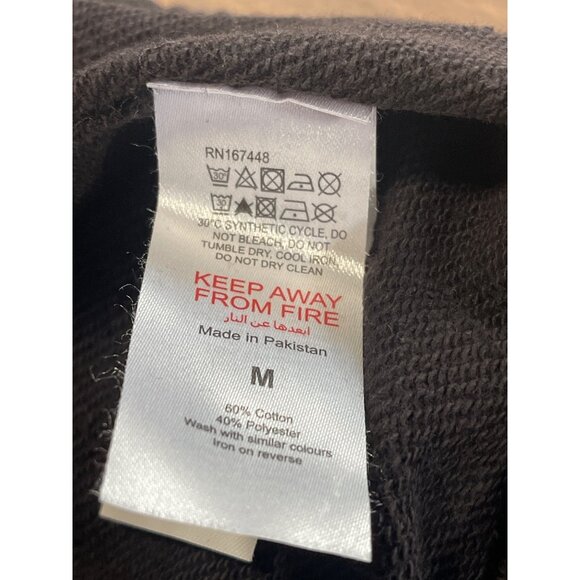 RN167448
30°
30
30°C SYNTHETIC CYCLE, DO
NOT BLEACH, DO NOT
TUMBLE DRY, COOL IRON,
DO NOT DRY CLEAN
KEEP AWAY
FROM FIRE
ابعدها عن النار
Made in Pakistan
M
60% Cotton
40% Polyester
Wash with similar colours
Iron on reverse